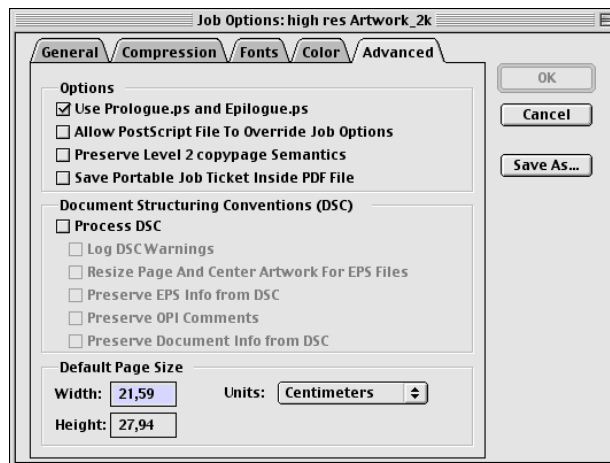 Job Options: high res Artwork_2k
General Compression Fonts Color Advanced
Options
Use Prologue.ps and Epilogue.ps
Allow PostScript File To Override Job Options
Preserve Level 2 copypage Semantics
Save Portable Job Ticket Inside PDF File
Document Structuring Conventions (DSC)
Process DSC
Log DSC Warnings
Resize Page And Center Artwork For EPS Files
Preserve EPS Info from DSC
Preserve OPI Comments
Preserve Document Info from DSC
Default Page Size
Width: 21,59 Units: Centimeters
Height: 27,94
OK
Cancel
Save As...